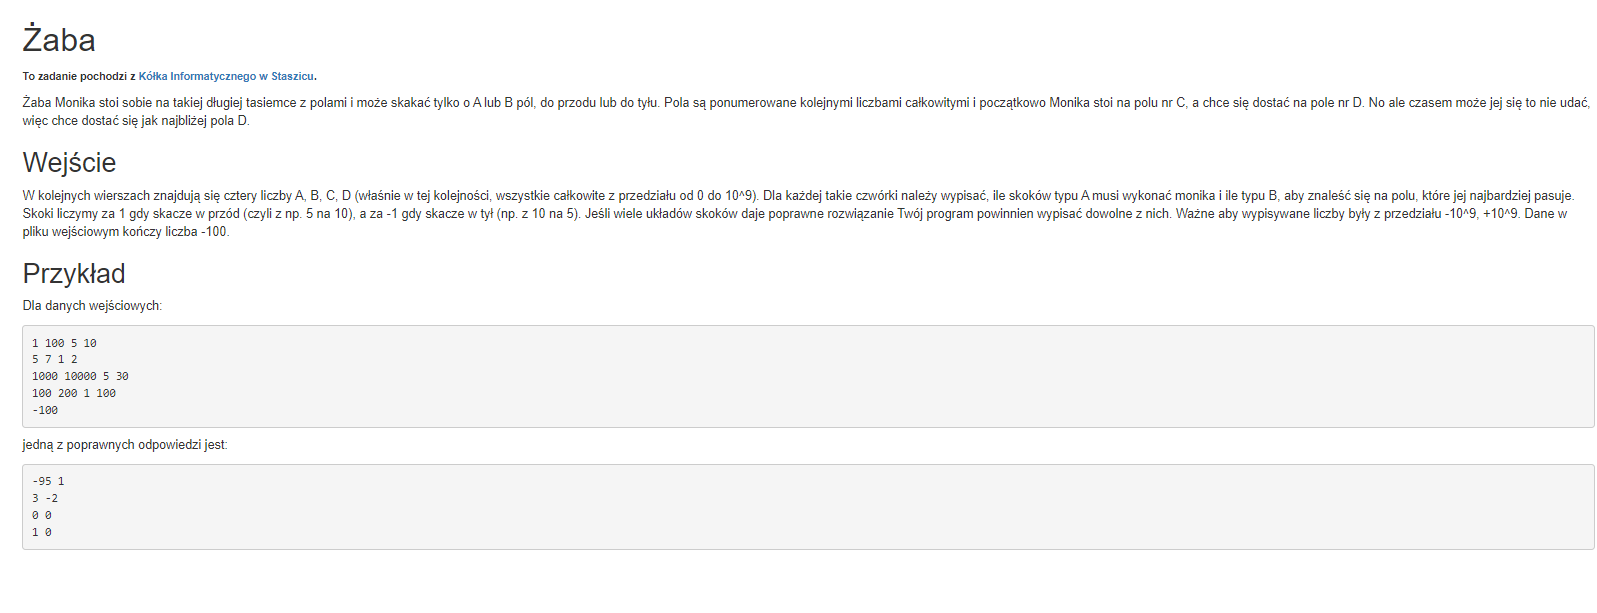 Żaba
To zadanie pochodzi z Kółka Informatycznego w Staszicu.
Żaba Monika stoi sobie na takiej długiej tasiemce z polami i może skakać tylko o A lub B pól, do przodu lub do tyłu. Pola są ponumerowane kolejnymi liczbami całkowitymi i początkowo Monika stoi na polu nr C, a chce się dostać na pole nr D. No ale czasem może jej się to nie udać,
więc chce dostać się jak najbliżej pola D.
Wejście
W kolejnych wierszach znajdują się cztery liczby A, B, C, D (właśnie w tej kolejności, wszystkie całkowite z przedziału od 0 do 10^9). Dla każdej takie czwórki należy wypisać, ile skoków typu A musi wykonać monika i ile typu B, aby znaleść się na polu, które jej najbardziej pasuje.
Skoki liczymy za 1 gdy skacze w przód (czyli z np. 5 na 10), a za -1 gdy skacze w tył (np. z 10 na 5). Jeśli wiele układów skoków daje poprawne rozwiązanie Twój program powinnien wypisać dowolne z nich. Ważne aby wypisywane liczby były z przedziału -10^9, +10^9. Dane w
pliku wejściowym kończy liczba -100.
Przykład
Dla danych wejściowych:
1 100 5 10
5 7 1 2
1000 10000 5 30
100 200 1 100
-100
jedną z poprawnych odpowiedzi jest:
-95 1
3 -2
0 0
1 0